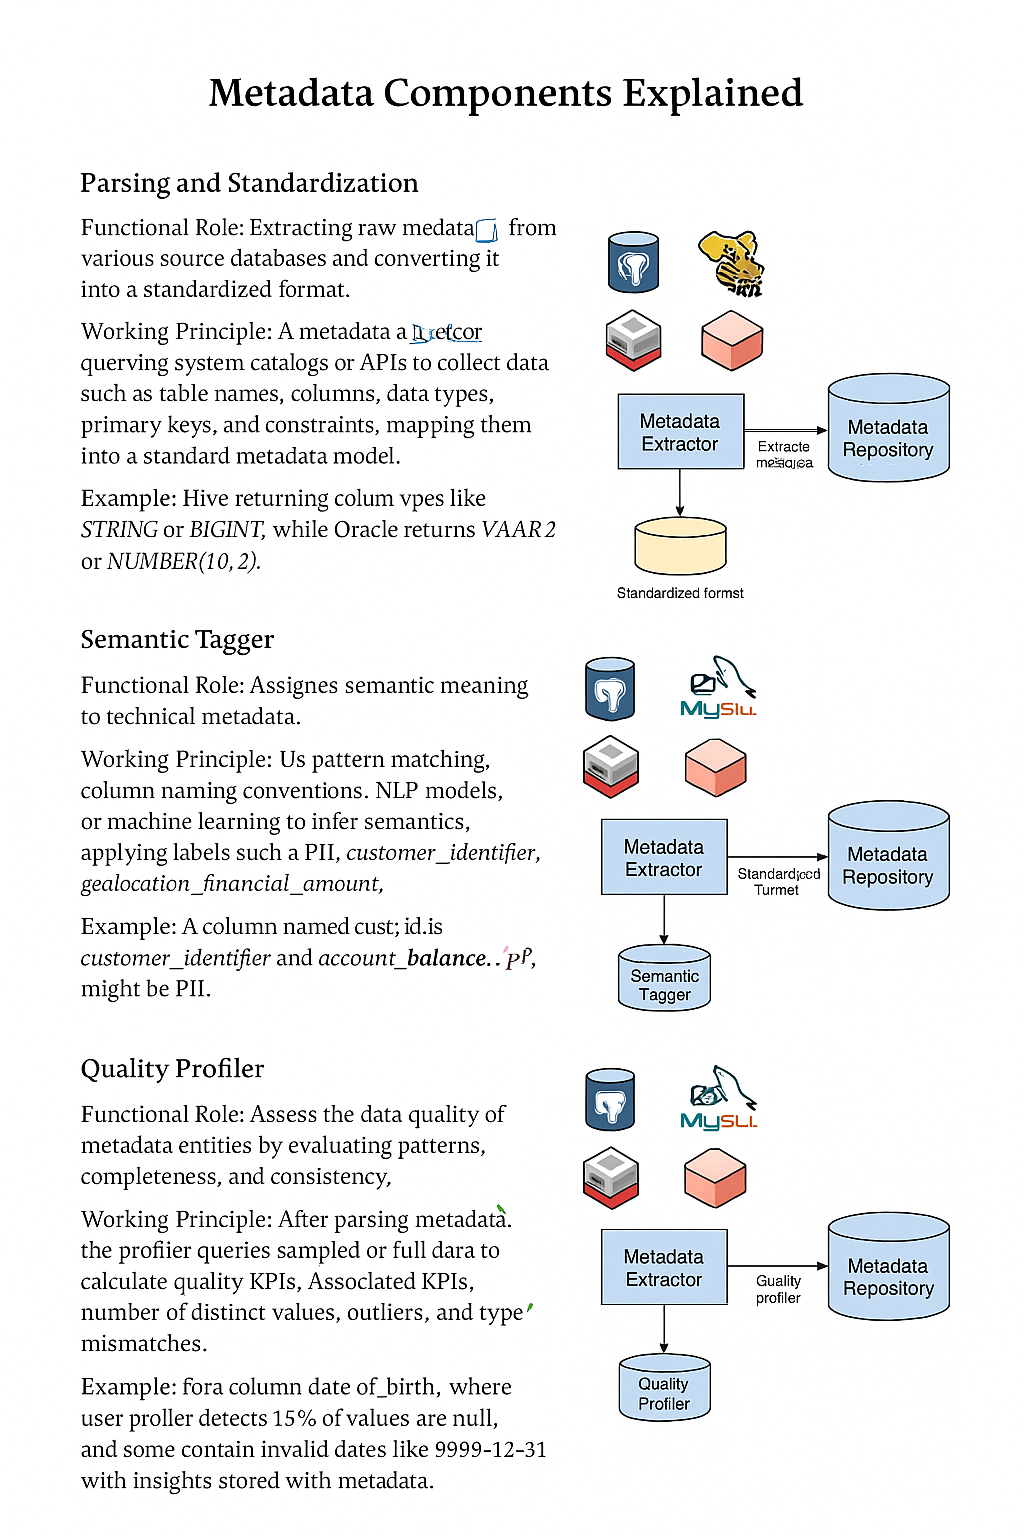 Metadata Components Explained
Parsing and Standardization
Functional Role: Extracting raw medata from
various source databases and converting it
into a standardized format.
Working Principle: A metadata a
querving system catalogs or APIs to collect data
such as table names, columns, data types,
primary keys, and constraints, mapping them
into a standard metadata model.
Example: Hive returning colum vpes like
STRING or BIGINT, while Oracle returns VAAR2
or NUMBER(10, 2).
Metadata
Extractor
Extracte
Metadata
Repository
Standardized formst
Semantic Tagger
Functional Role: Assignes semantic meaning
to technical metadata.
Working Principle: Us pattern matching,
column naming conventions. NLP models,
or machine learning to infer semantics,
applying labels such a PII, customer_identifier,
gealocation_financial_amount,
Example: A column named cust; id.is
customer_identifier and account_balance..
might be PII.
MySlL
Metadata
Extractor
Turmet
Metadata
Repository
Semantic
Tagger
Quality Profiler
Functional Role: Assess the data quality of
metadata entities by evaluating patterns,
completeness, and consistency,
Working Principle: After parsing metadata.
the profiier queries sampled or full dara to
calculate quality KPIs, Assoclated KPIs,
number of distinct values, outliers, and type
mismatches.
Example: fora column date of_birth, where
user proller detects 15% of values are null,
and some contain invalid dates like 9999-12-31
with insights stored with metadata.
MySLL
Metadata
Extractor
Guality
profiler
Metadata
Repository
Quality
Profiler